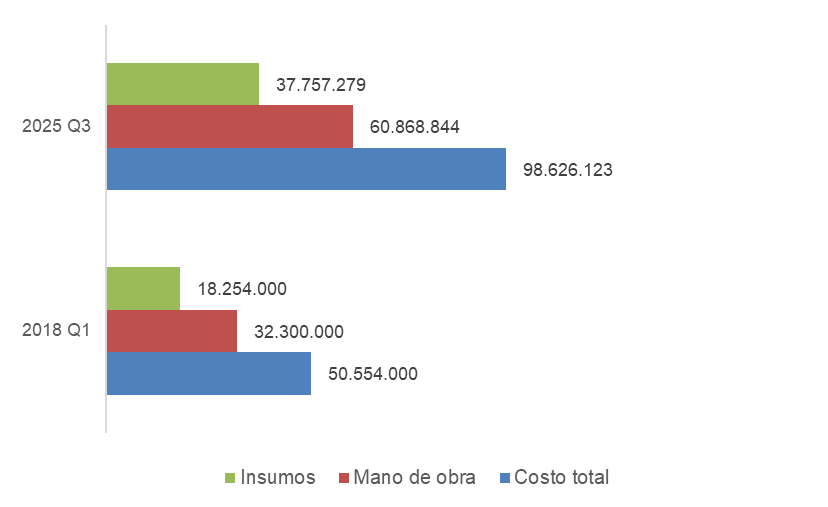 37.757.279
2025 Q3
60.868.844
98.626.123
18.254.000
2018 Q1
32.300.000
50.554.000
Insumos Mano de obra Costo total